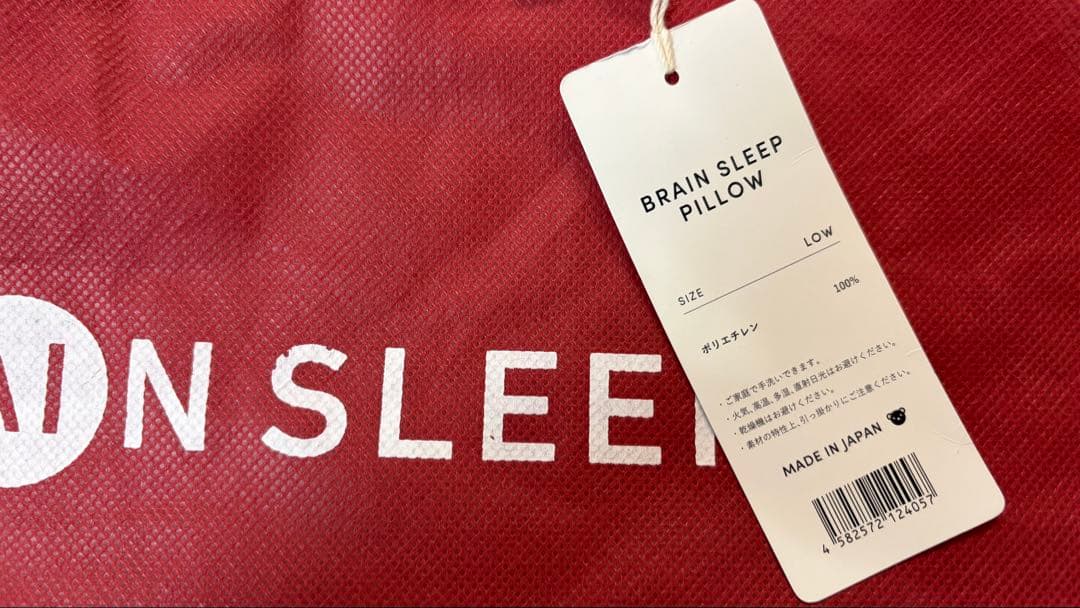 BRAIN SLEEP
PILLOW
SIZE LOW
ポリエチレン 100%
・ご家庭で手洗いできます。
・火気、高温、多湿、直射日光はお避けください。
・乾燥機はお避けください。
・素材の特性上、引っ掛かりにご注意ください。
MADE IN JAPAN
4 582572 124057
AIN SLEE